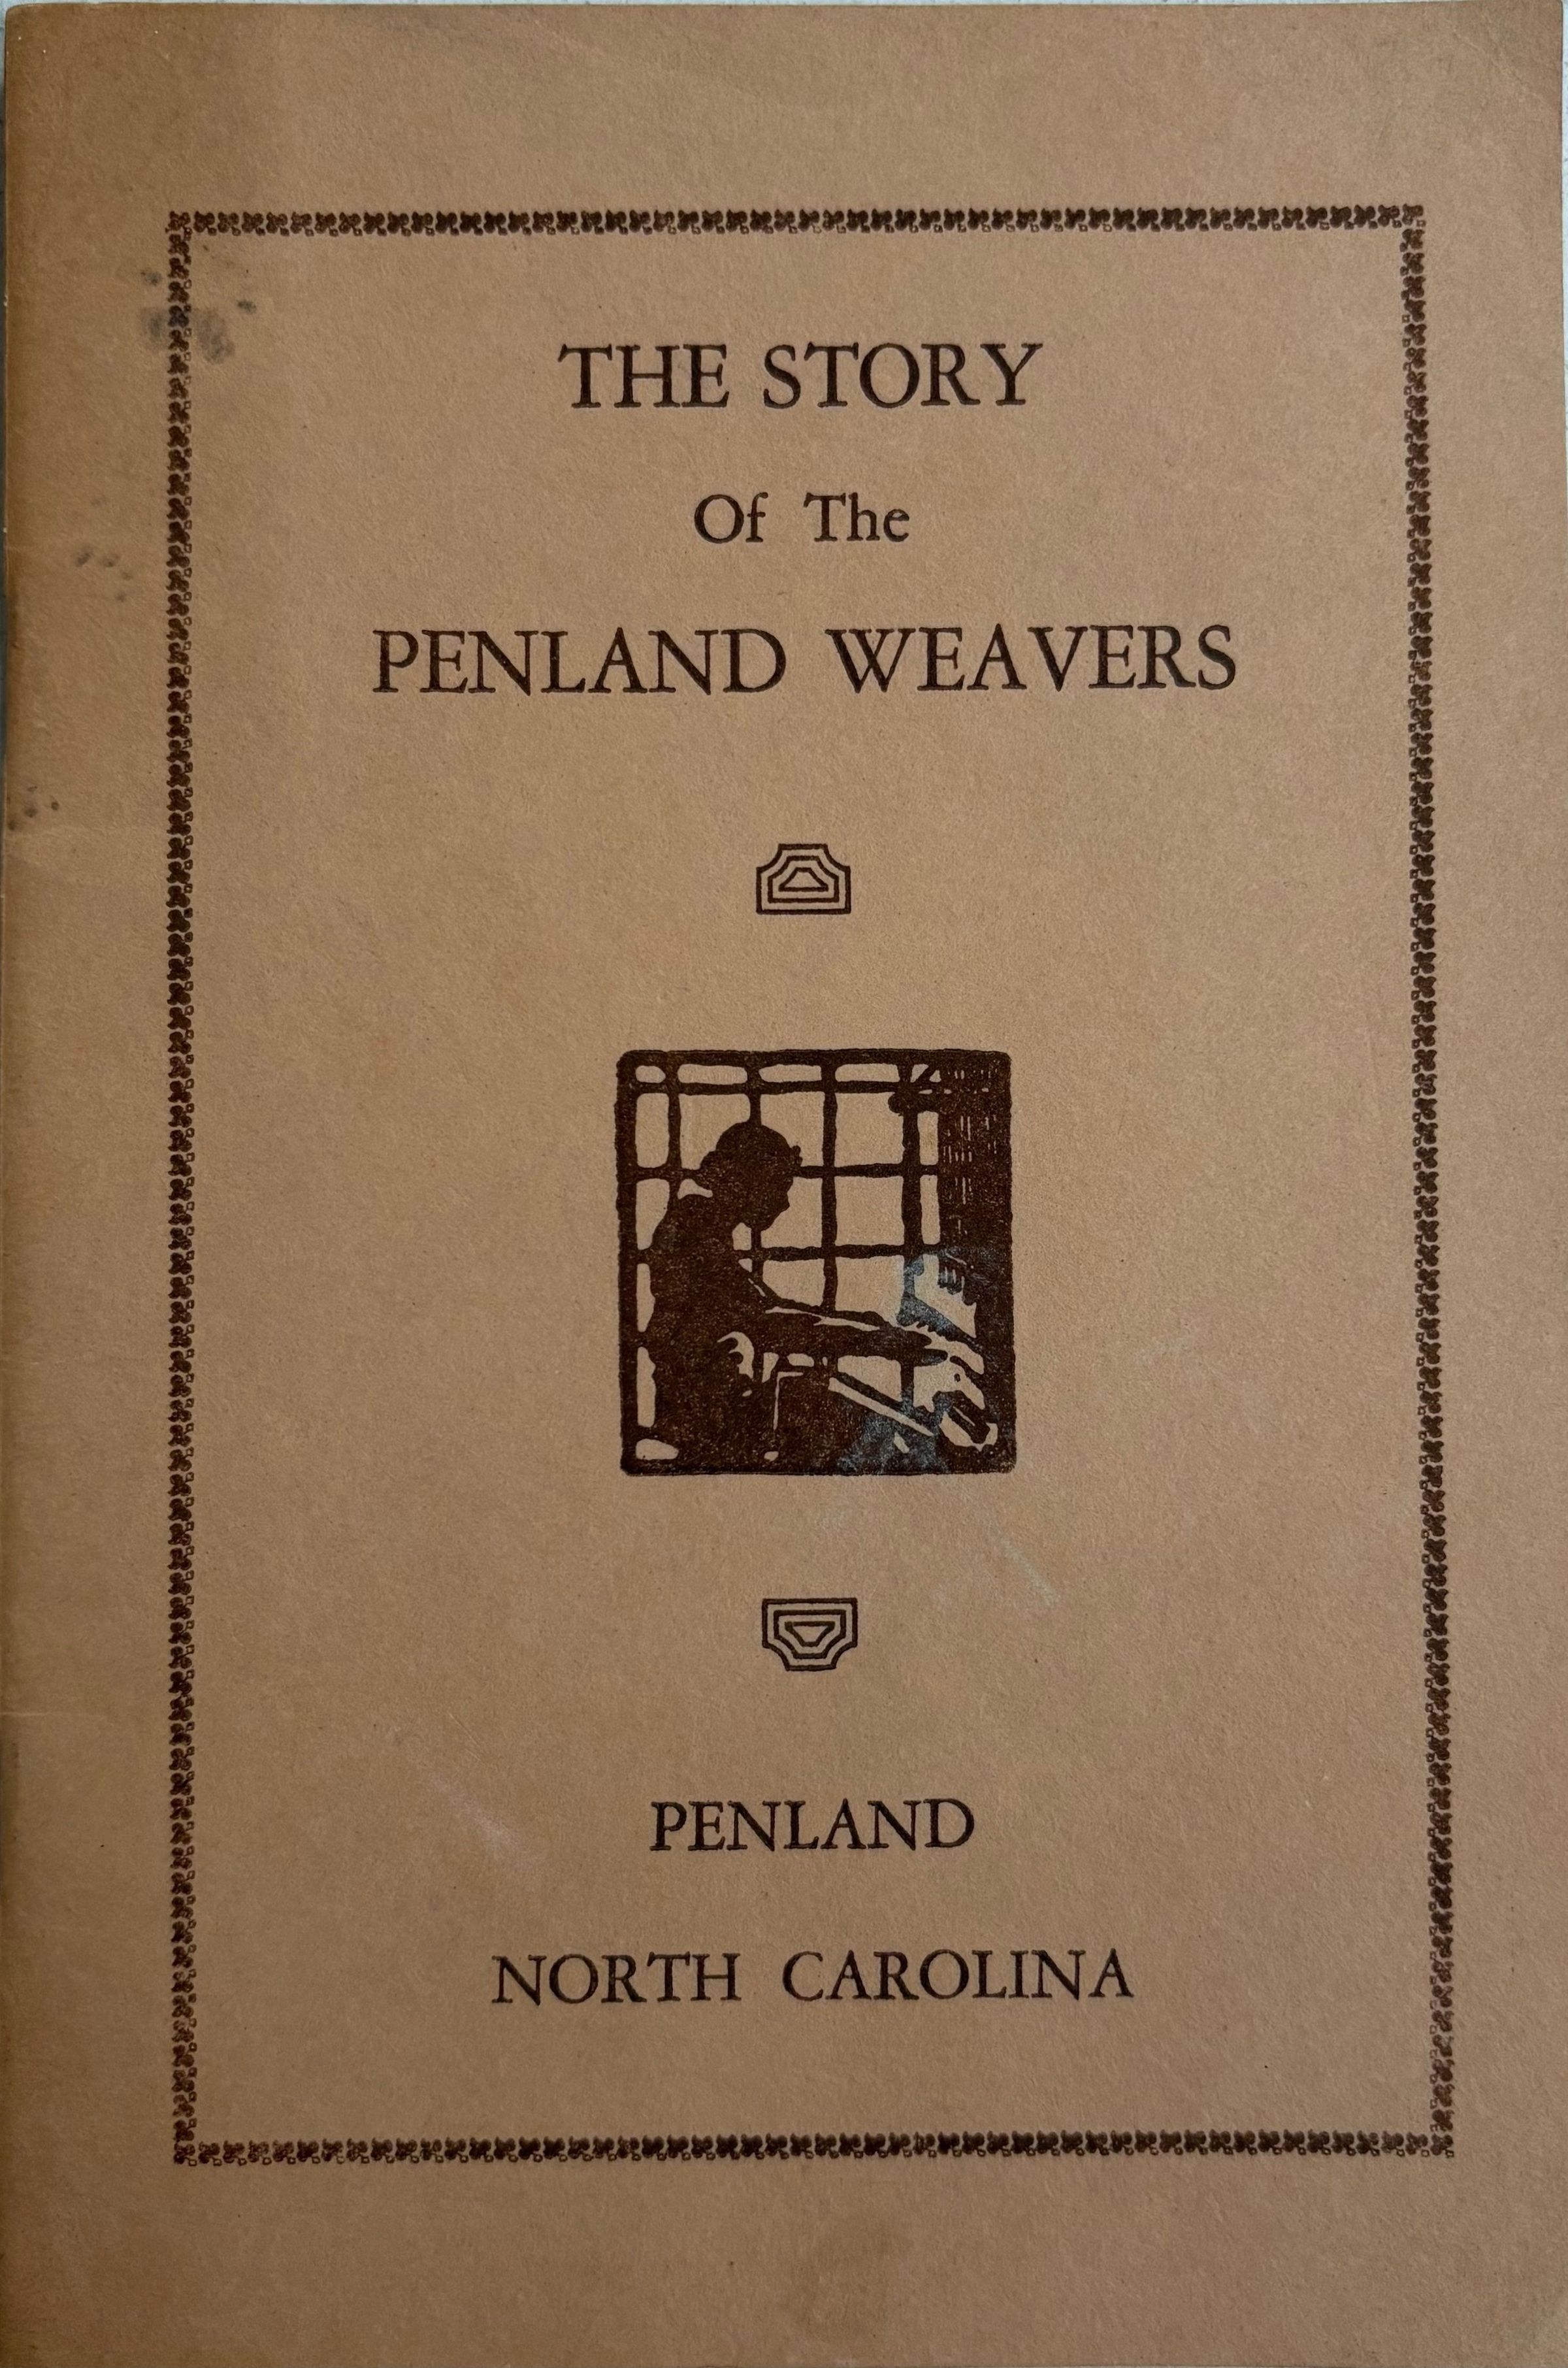 THE STORY
Of The
PENLAND WEAVERS
PENLAND
NORTH CAROLINA